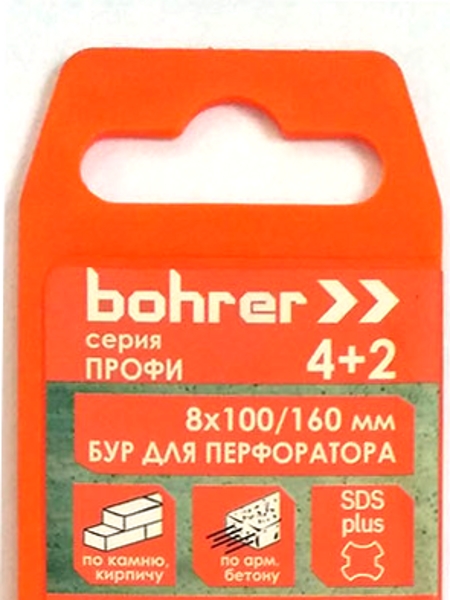 bohrer
серия
ПРОФИ
4+2
8x100/160 мм
БУР ДЛЯ ПЕРФОРАТОРА
по камню,
кирпичу
по арм.
бетону
SDS
plus